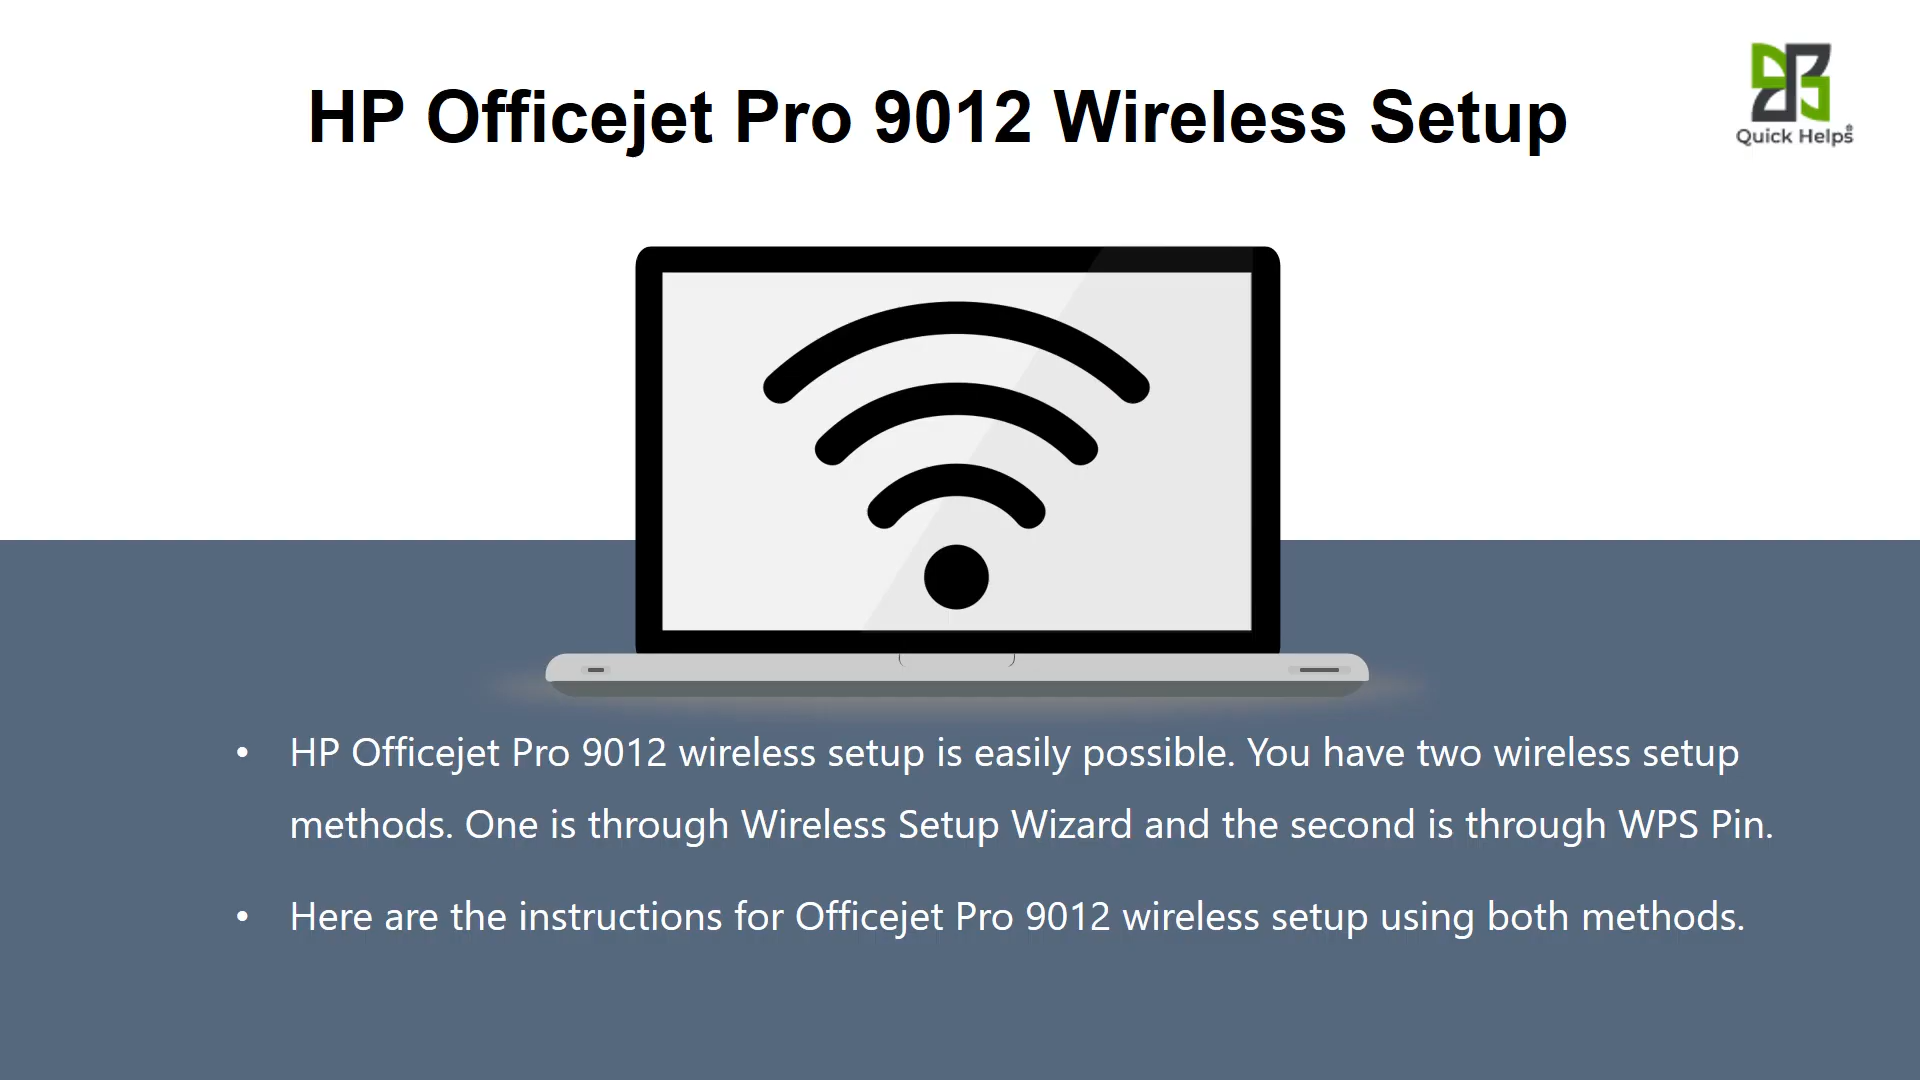 HP Officejet Pro 9012 Wireless Setup
Quick Helps®
• HP Officejet Pro 9012 wireless setup is easily possible. You have two wireless setup
methods. One is through Wireless Setup Wizard and the second is through WPS Pin.
• Here are the instructions for Officejet Pro 9012 wireless setup using both methods.